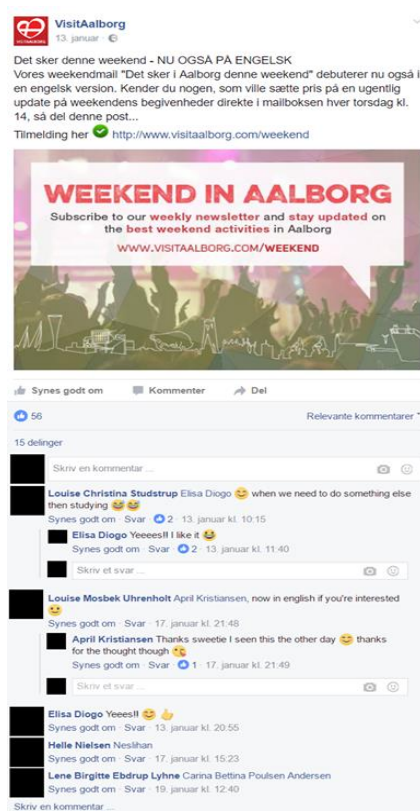 VisitAalborg
13. januar
Det sker denne weekend - NU OGSÅ PÅ ENGELSK
Vores weekendmail "Det sker i Aalborg denne weekend" debuterer nu også i
en engelsk version. Kender du nogen, som ville sætte pris på en ugentlig
update på weekendens begivenheder direkte i mailboksen hver torsdag kl.
14, så del denne post...
Tilmelding her http://www.visitaalborg.com/weekend
WEEKEND IN AALBORG
Subscribe to our weekly newsletter and stay updated on
the best weekend activities in Aalborg
WWW.VISITAALBORG.COM/WEEKEND
Synes godt om Kommenter Del
56 Relevante kommentarer
15 delinger
Skriv en kommentar ...
Louise Christina Studstrup Elisa Diogo 😊 when we need to do something else
then studying 😂😂
Synes godt om · Svar · 2 · 13. januar kl. 10:15
Elisa Diogo Yeeees!! I like it 😂
Synes godt om · Svar · 2 · 13. januar kl. 11:40
Skriv et svar ...
Louise Mosbek Uhrenholt April Kristiansen, now in english if you're interested
🙂
Synes godt om · Svar · 17. januar kl. 21:48
April Kristiansen Thanks sweetie I seen this the other day 😊 thanks
for the thought though 😘
Synes godt om · Svar · 1 · 17. januar kl. 21:49
Skriv et svar ...
Elisa Diogo Yeees!! 😊 👍
Synes godt om · Svar · 13. januar kl. 20:55
Helle Nielsen Neslihan
Synes godt om · Svar · 17. januar kl. 15:23
Lene Birgitte Ebdrup Lyhne Carina Bettina Poulsen Andersen
Synes godt om · Svar · 19. januar kl. 12:40
Skriv en kommentar ...